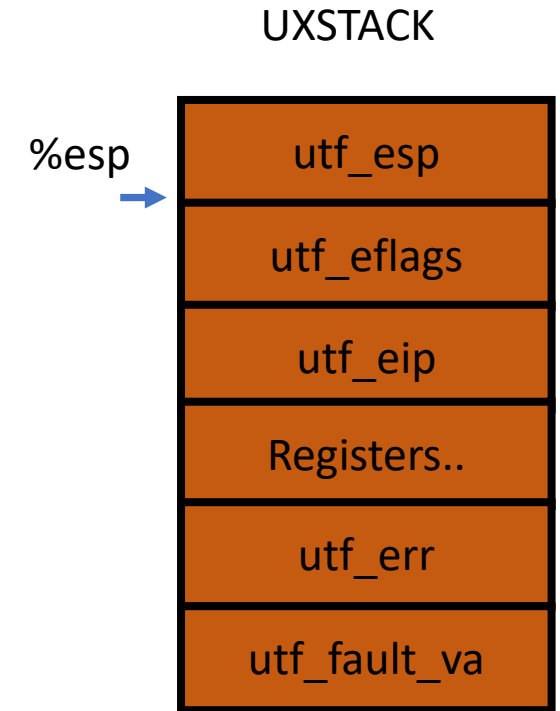 UXSTACK
%esp
utf_esp
utf_eflags
utf_eip
Registers..
utf_err
utf_fault_va